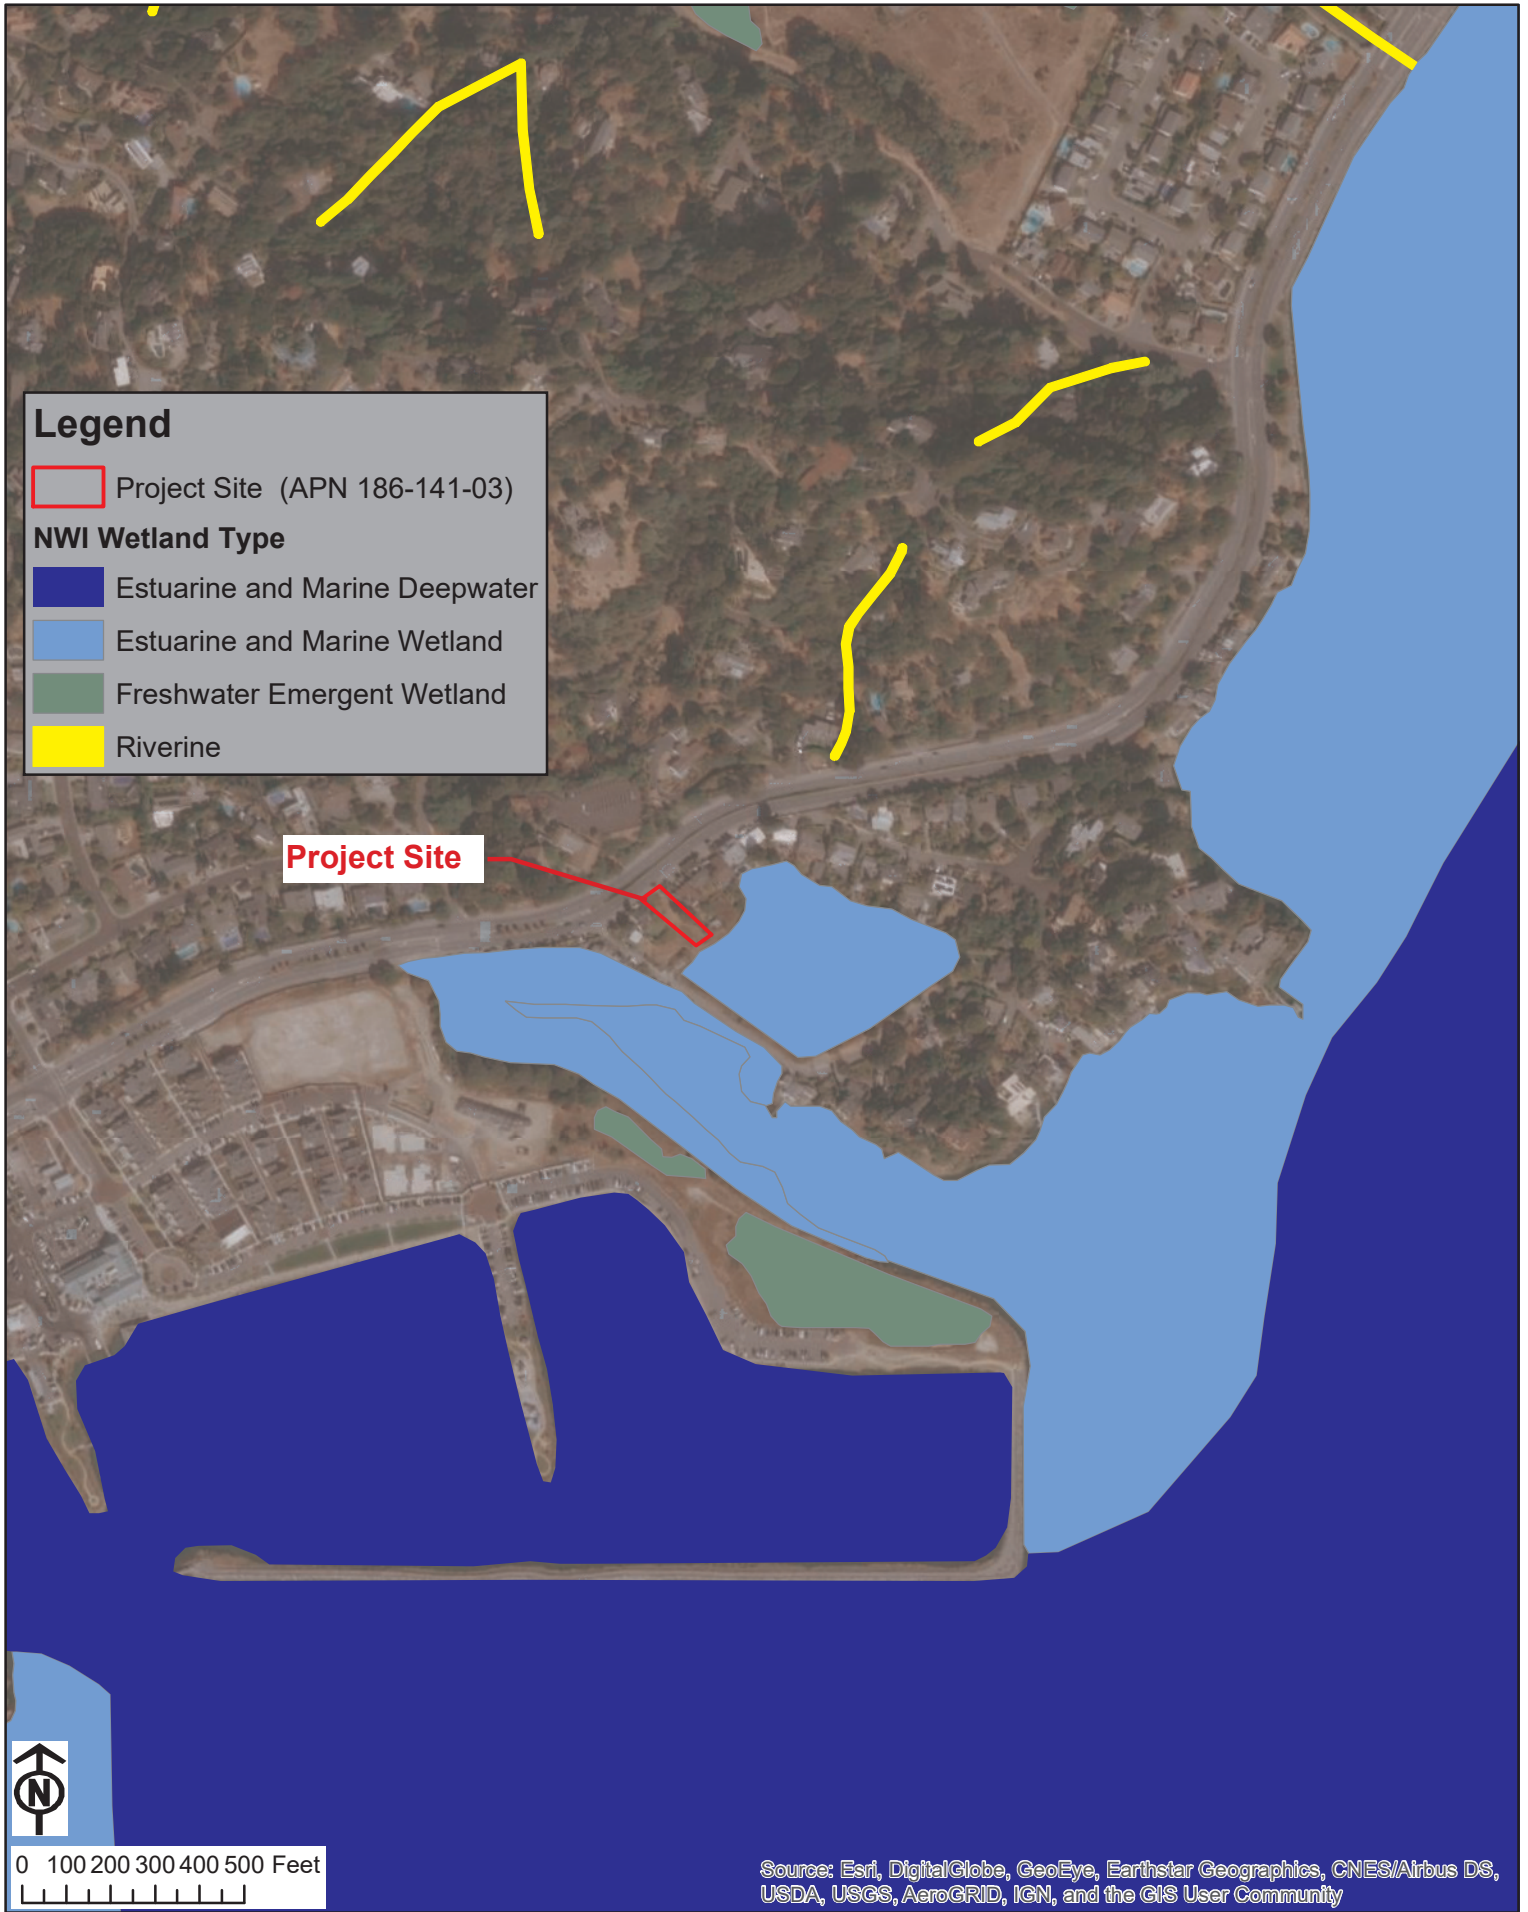 Legend
Project Site (APN 186-141-03)
NWI Wetland Type
Estuarine and Marine Deepwater
Estuarine and Marine Wetland
Freshwater Emergent Wetland
Riverine
Project Site
N
0 100 200 300 400 500 Feet
Source: Esri, DigitalGlobe, GeoEye, Earthstar Geographics, CNES/Airbus DS,
USDA, USGS, AeroGRID, IGN, and the GIS User Community